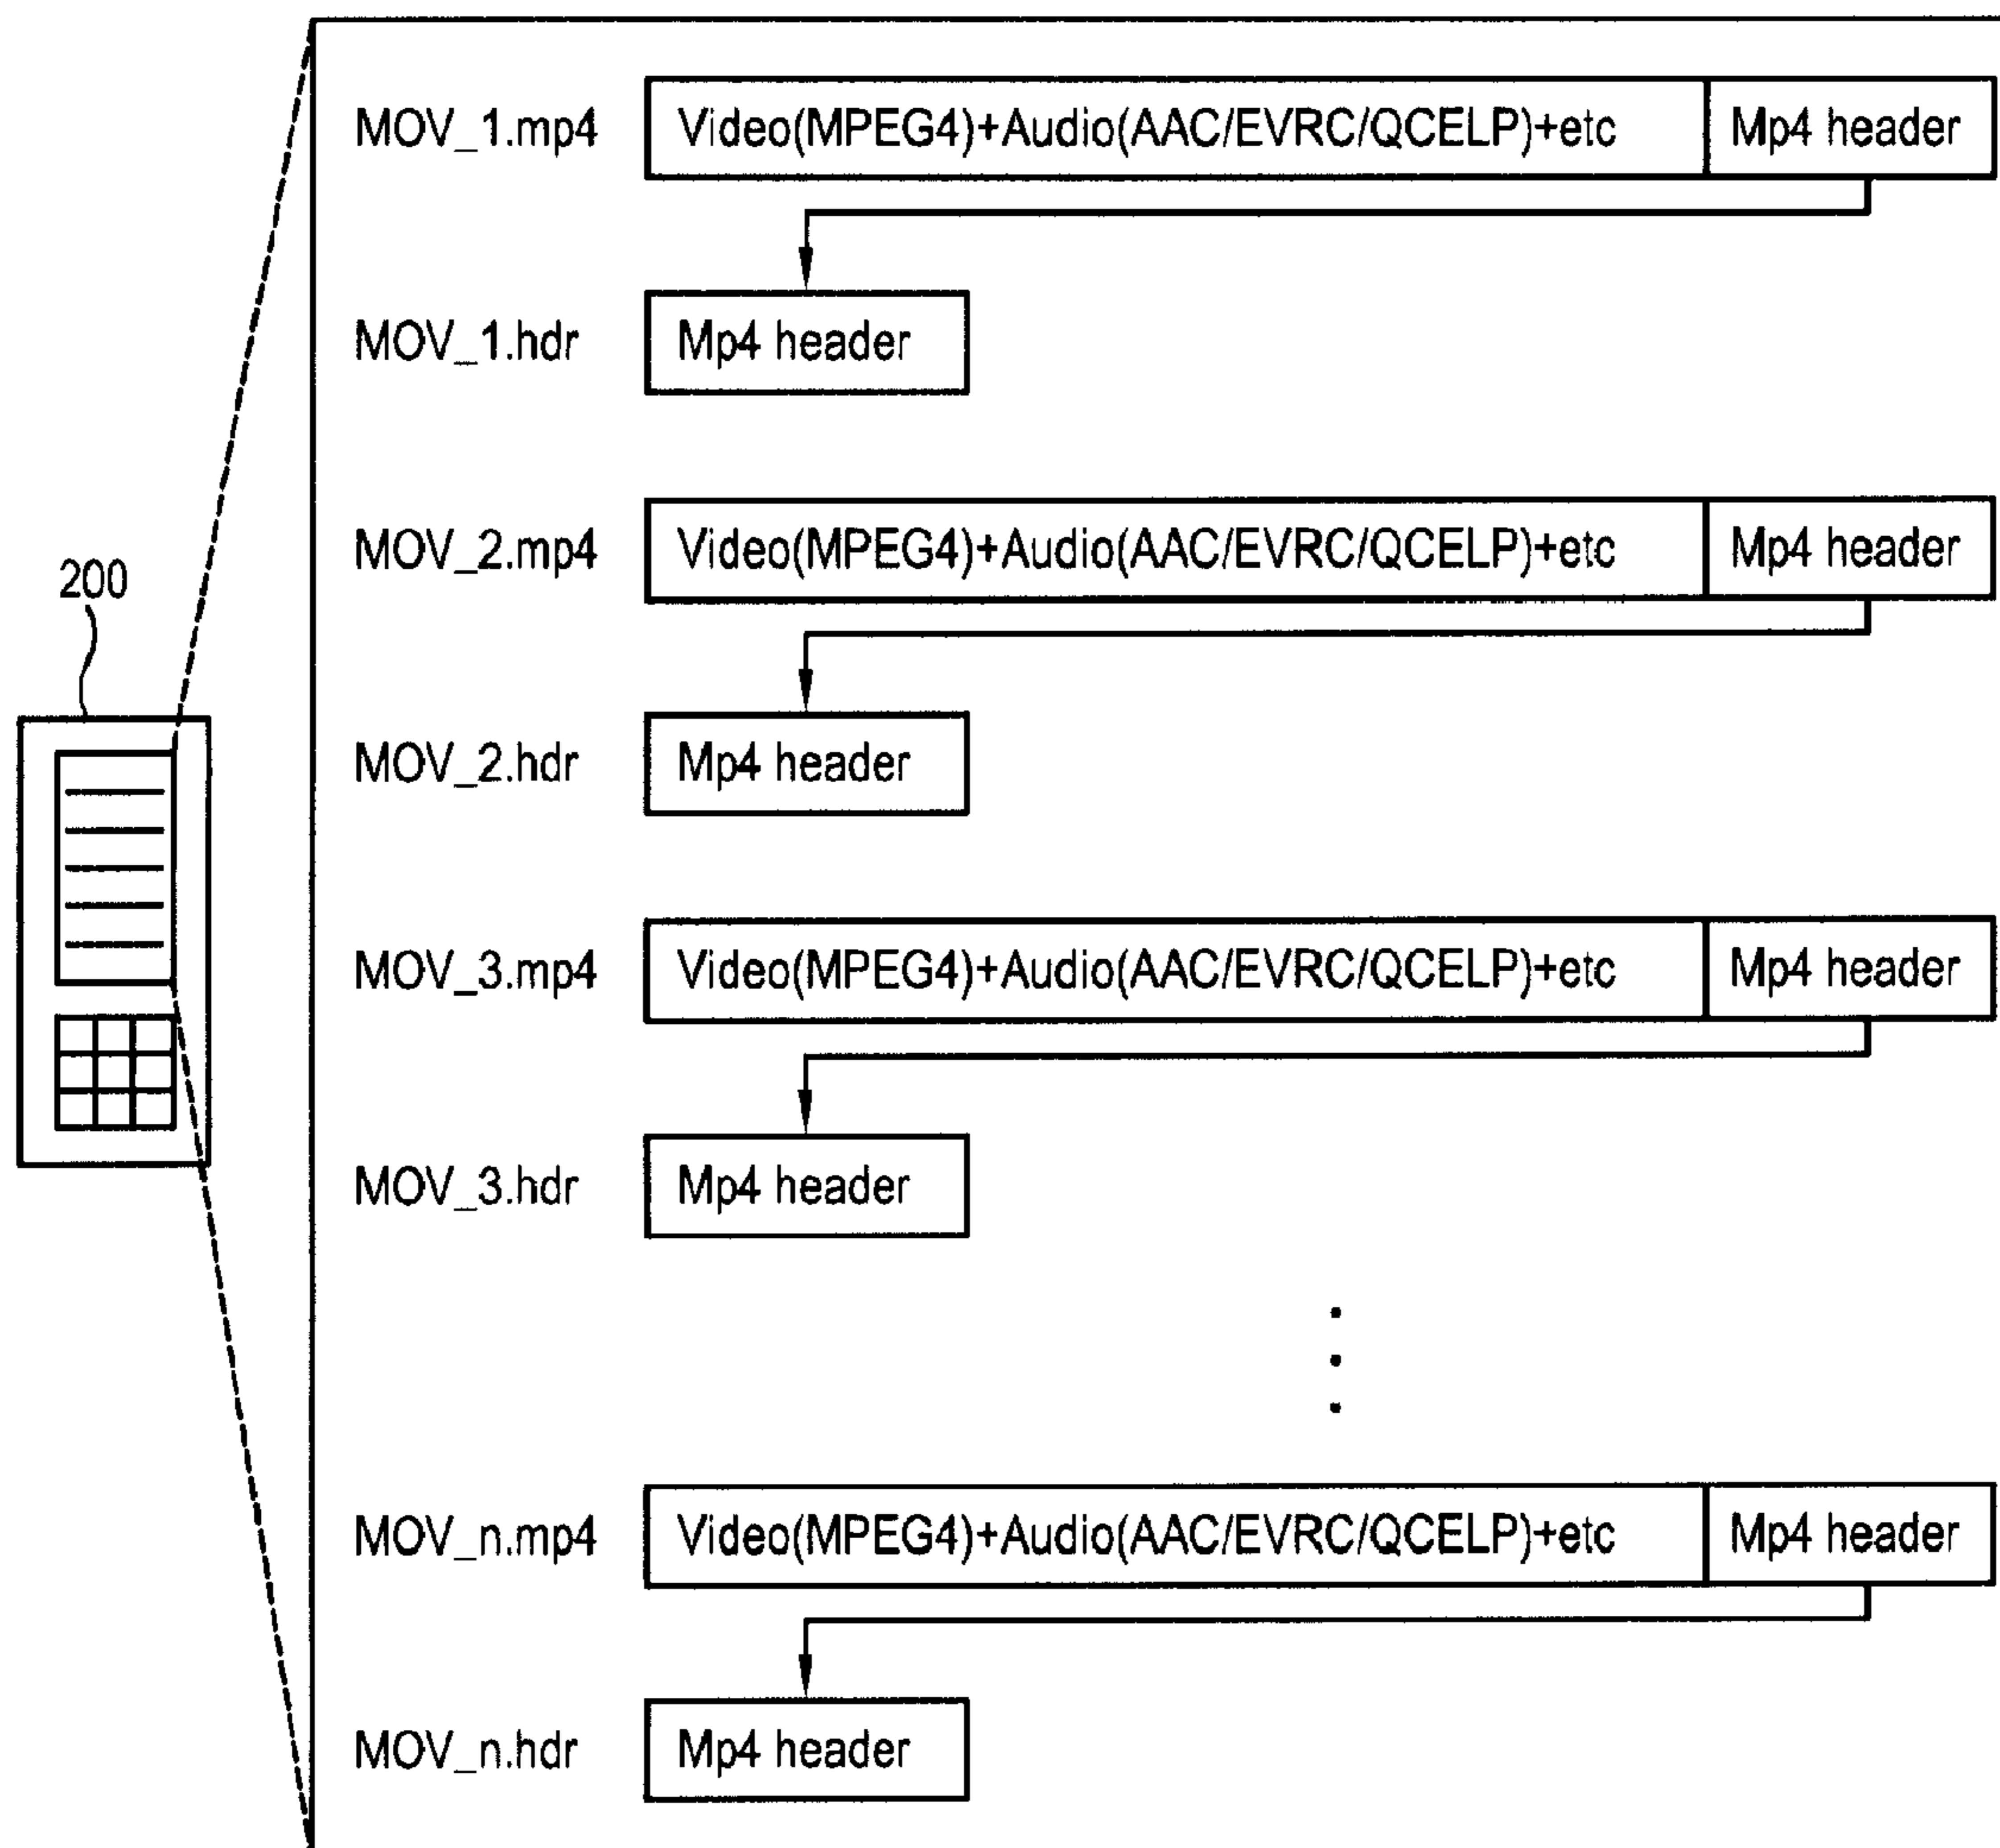 MOV_1.mp4 Video(MPEG4)+Audio(AAC/EVRC/QCELP)+etc Mp4 header
MOV_1.hdr Mp4 header
MOV_2.mp4 Video(MPEG4)+Audio(AAC/EVRC/QCELP)+etc Mp4 header
200
MOV_2.hdr Mp4 header
MOV_3.mp4 Video(MPEG4)+Audio(AAC/EVRC/QCELP)+etc Mp4 header
MOV_3.hdr Mp4 header
MOV_n.mp4 Video(MPEG4)+Audio(AAC/EVRC/QCELP)+etc Mp4 header
MOV_n.hdr Mp4 header